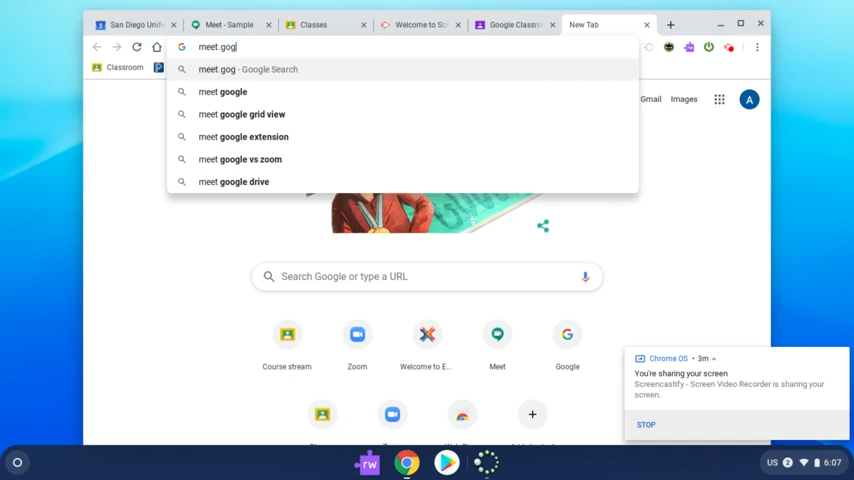 San Diego Unifi
Meet - Sample
Classes
Welcome to Scr
Google Classro
New Tab
meet.gog
Classroom
meet.gog - Google Search
meet google
meet google grid view
meet google extension
meet google vs zoom
meet google drive
Gmail Images
A
Search Google or type a URL
Course stream
Zoom
Welcome to E...
Meet
Google
Chrome OS • 3m
You're sharing your screen
Screencastify - Screen Video Recorder is sharing your
screen.
STOP
rw
US 2 6:07